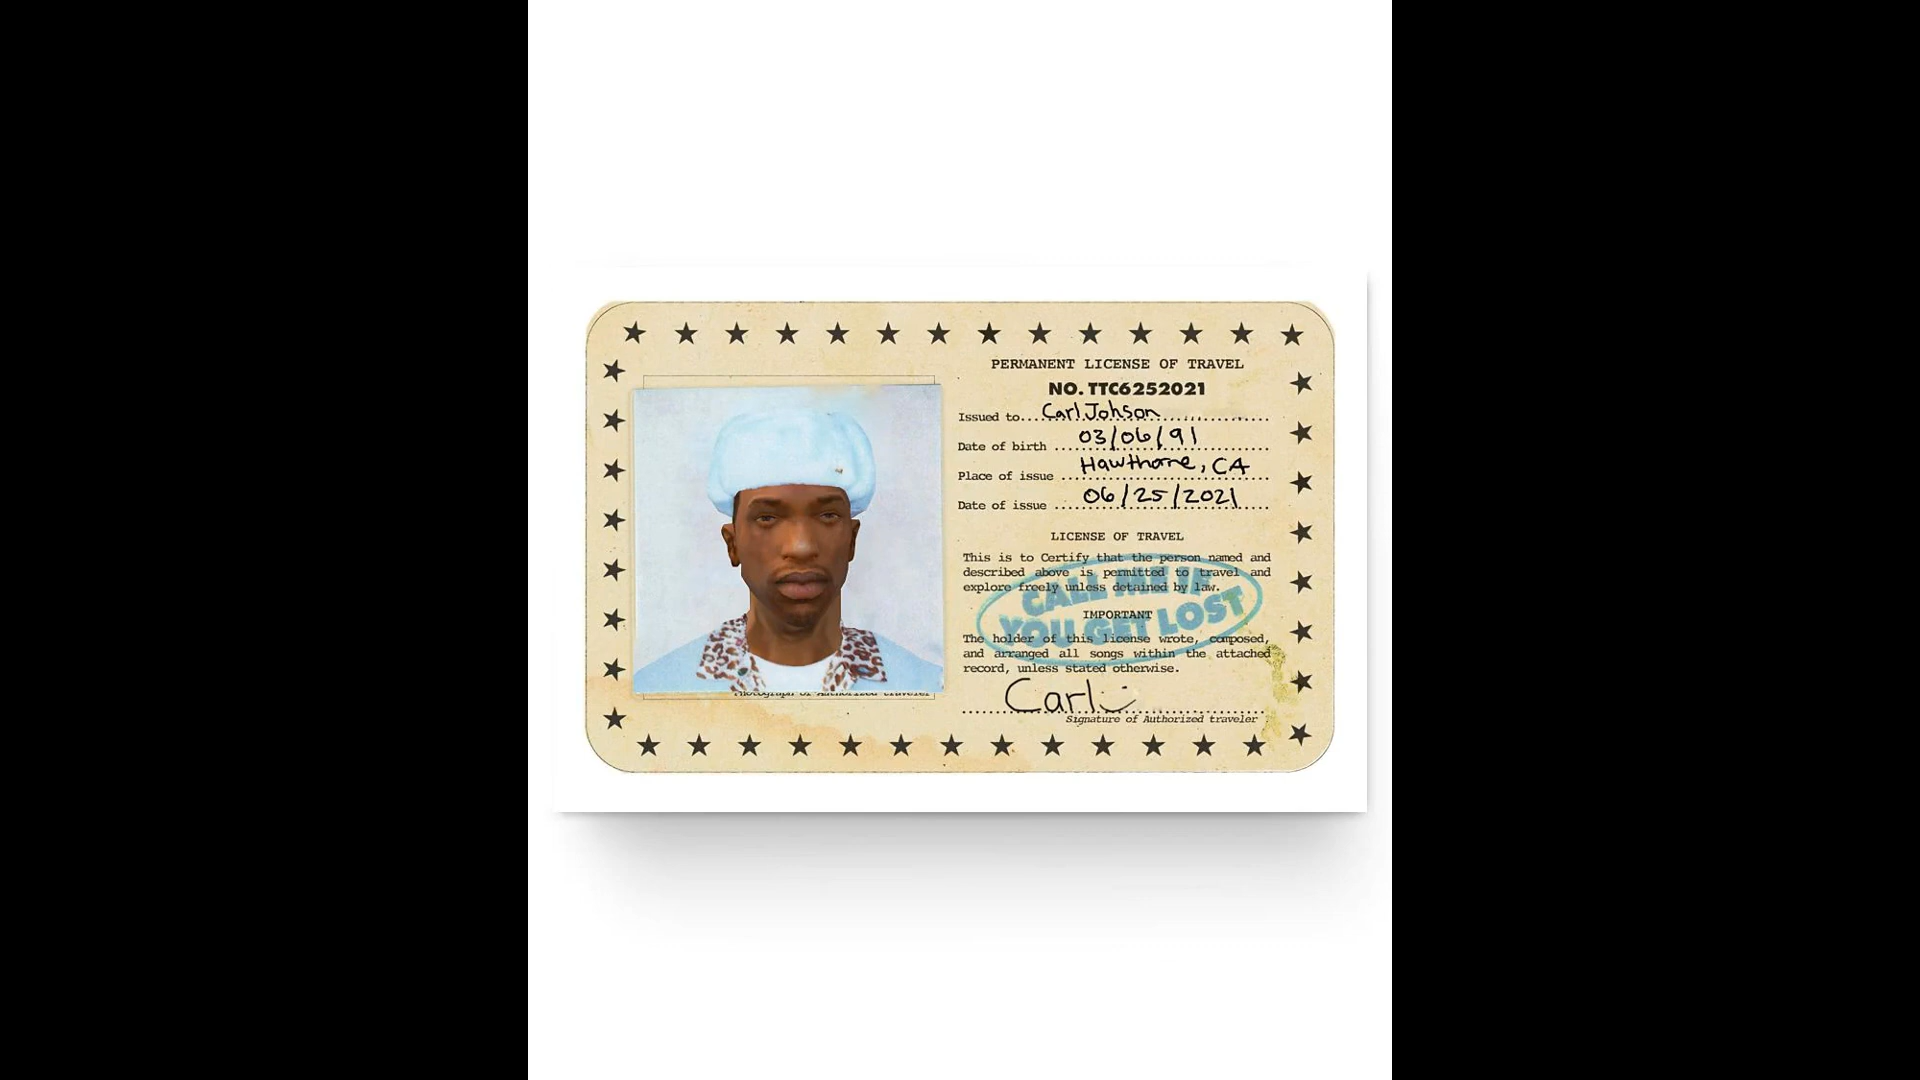 PERMANENT LICENSE OF TRAVEL
NO. TTC6252021
Issued to....Carl Johson
Date of birth ....03/06/91
Place of issue ....Hawthorne, CA
Date of issue ....06/25/2021
LICENSE OF TRAVEL
This is to Certify that the person named and
described above is permitted to travel and
explore freely unless detained by law.
CALL ME IF
YOU GET LOST
IMPORTANT
The holder of this license wrote, composed,
and arranged all songs within the attached
record, unless stated otherwise.
Carl
Signature of Authorized traveler
Photograph of Authorized traveler